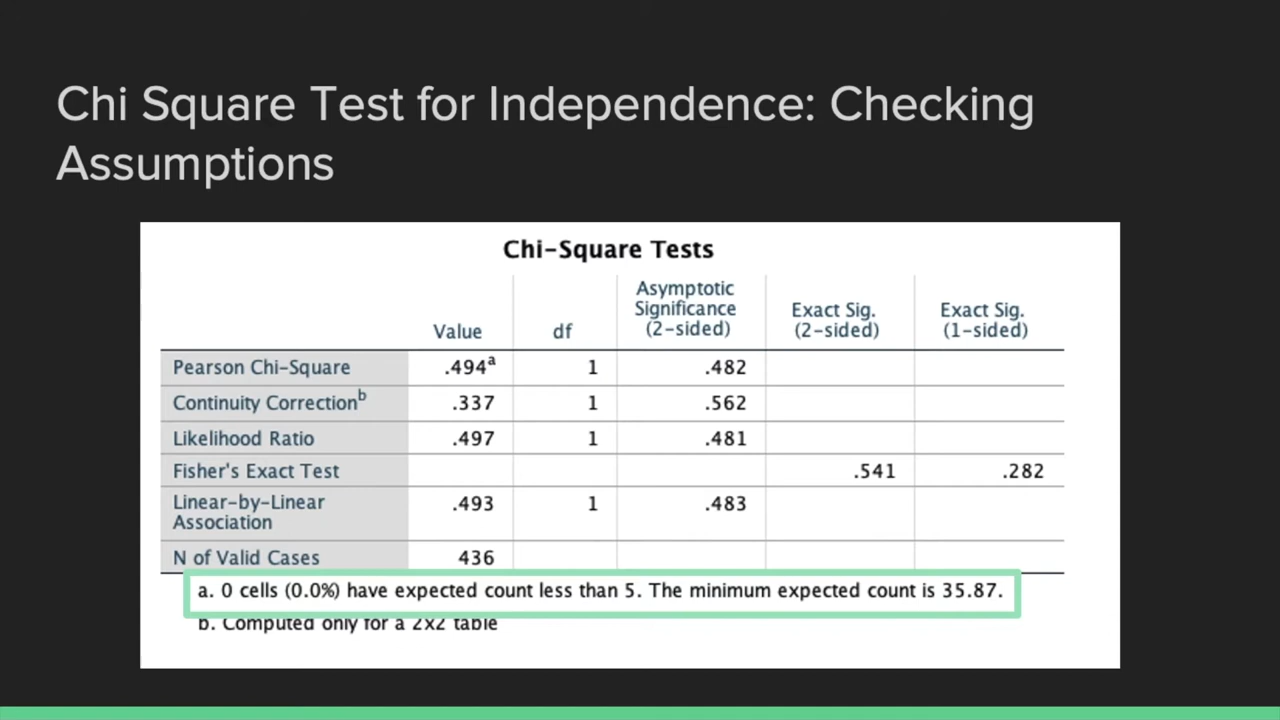 Chi Square Test for Independence: Checking
Assumptions
Chi-Square Tests
Value df Asymptotic Significance (2-sided) Exact Sig. (2-sided) Exact Sig. (1-sided)
Pearson Chi-Square .494a 1 .482
Continuity Correctionb .337 1 .562
Likelihood Ratio .497 1 .481
Fisher's Exact Test .541 .282
Linear-by-Linear Association .493 1 .483
N of Valid Cases 436
a. 0 cells (0.0%) have expected count less than 5. The minimum expected count is 35.87.
b. Computed only for a 2x2 table